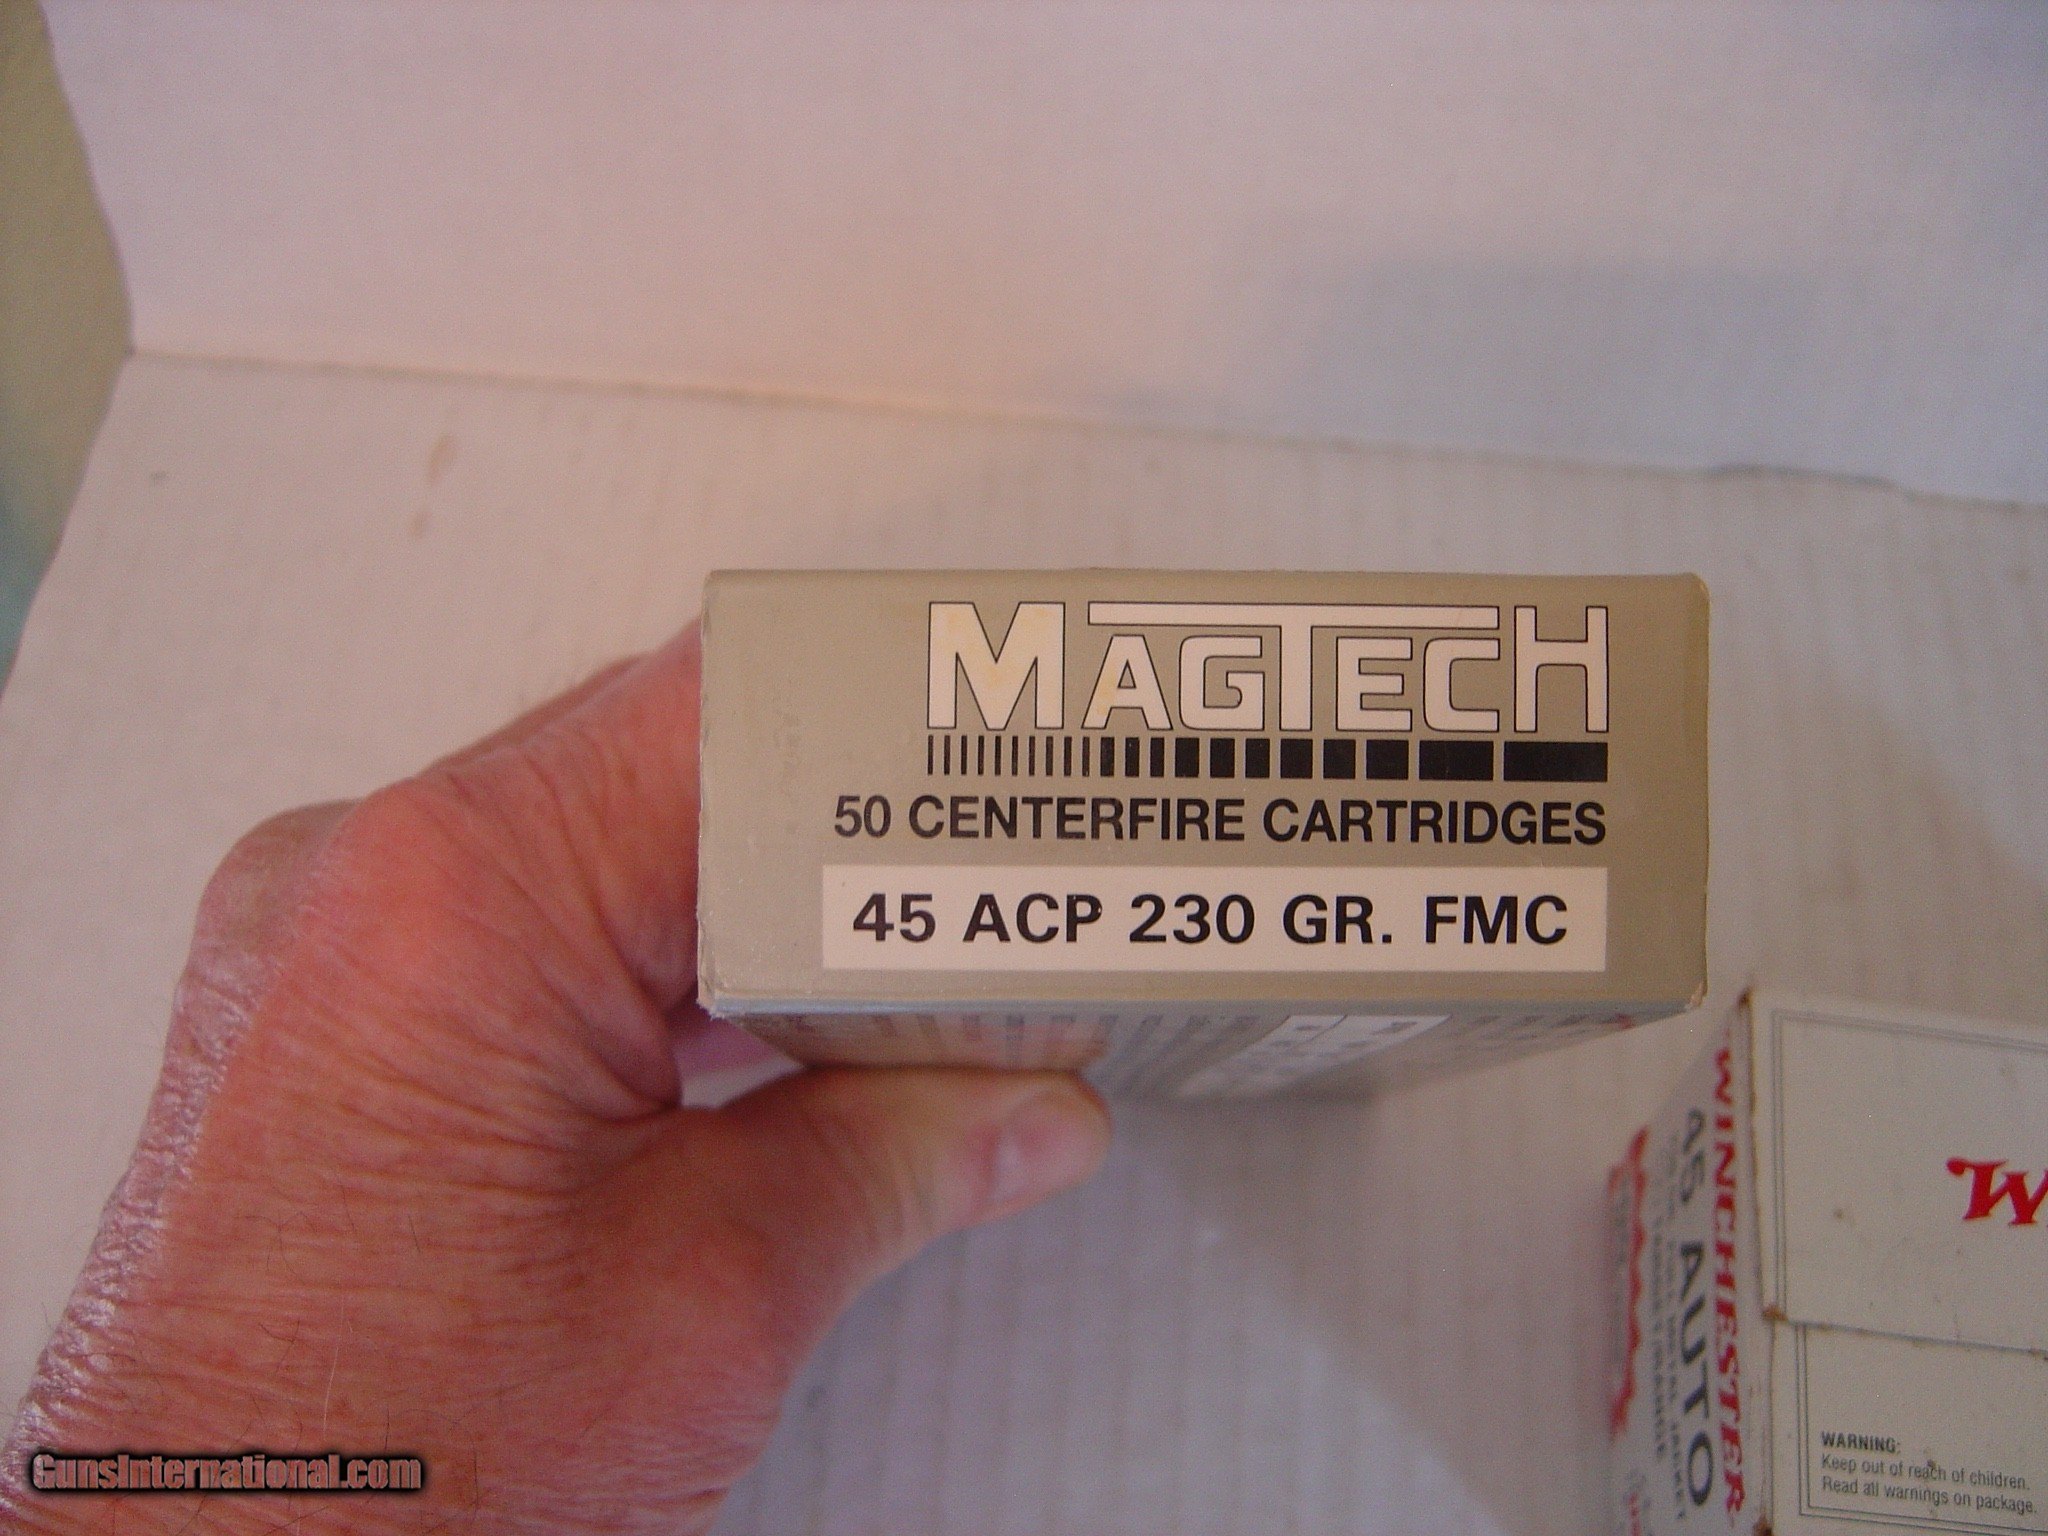 MAGTECH
50 CENTERFIRE CARTRIDGES
45 ACP 230 GR. FMC
WINCHESTER
45 AUTO
W
WARNING:
Keep out of reach of children.
Read all warnings on package.
GunsInternational.com